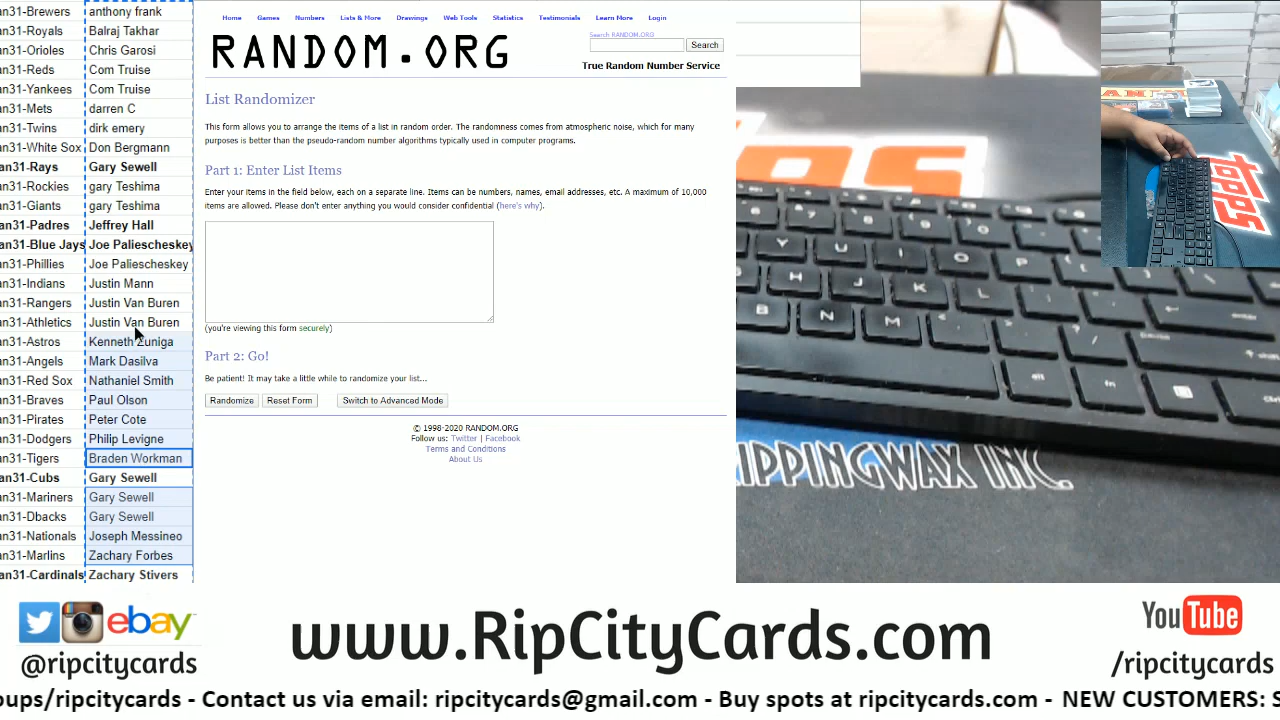 an31-Brewers anthony frank
an31-Royals Balraj Takhar
an31-Orioles Chris Garosi
an31-Reds Com Truise
an31-Yankees Com Truise
an31-Mets darren C
an31-Twins dirk emery
an31-White Sox Don Bergmann
an31-Rays Gary Sewell
an31-Rockies gary Teshima
an31-Giants gary Teshima
an31-Padres Jeffrey Hall
an31-Blue Jays Joe Paliescheskey
an31-Phillies Joe Paliescheskey
an31-Indians Justin Mann
an31-Rangers Justin Van Buren
an31-Athletics Justin Van Buren
an31-Astros Kenneth Zuniga
an31-Angels Mark Dasilva
an31-Red Sox Nathaniel Smith
an31-Braves Paul Olson
an31-Pirates Peter Cote
an31-Dodgers Philip Levigne
an31-Tigers Braden Workman
an31-Cubs Gary Sewell
an31-Mariners Gary Sewell
an31-Dbacks Gary Sewell
an31-Nationals Joseph Messineo
an31-Marlins Zachary Forbes
an31-Cardinals Zachary Stivers
Home Games Numbers Lists & More Drawings Web Tools Statistics Testimonials Learn More Login
RANDOM.ORG
Search RANDOM.ORG
Search
True Random Number Service
List Randomizer
This form allows you to arrange the items of a list in random order. The randomness comes from atmospheric noise, which for many
purposes is better than the pseudo-random number algorithms typically used in computer programs.
Part 1: Enter List Items
Enter your items in the field below, each on a separate line. Items can be numbers, names, email addresses, etc. A maximum of 10,000
items are allowed. Please don't enter anything you would consider confidential (here's why).
(you're viewing this form securely)
Part 2: Go!
Be patient! It may take a little while to randomize your list...
Randomize Reset Form Switch to Advanced Mode
© 1998-2020 RANDOM.ORG
Follow us: Twitter | Facebook
Terms and Conditions
About Us
Y U I O P
H J K L
B N M
alt fn ctrl
RIPPINGWAX INC.
topps
ebay
@ripcitycards
www.RipCityCards.com
YouTube
/ripcitycards
oups/ripcitycards - Contact us via email: ripcitycards@gmail.com - Buy spots at ripcitycards.com - NEW CUSTOMERS: S